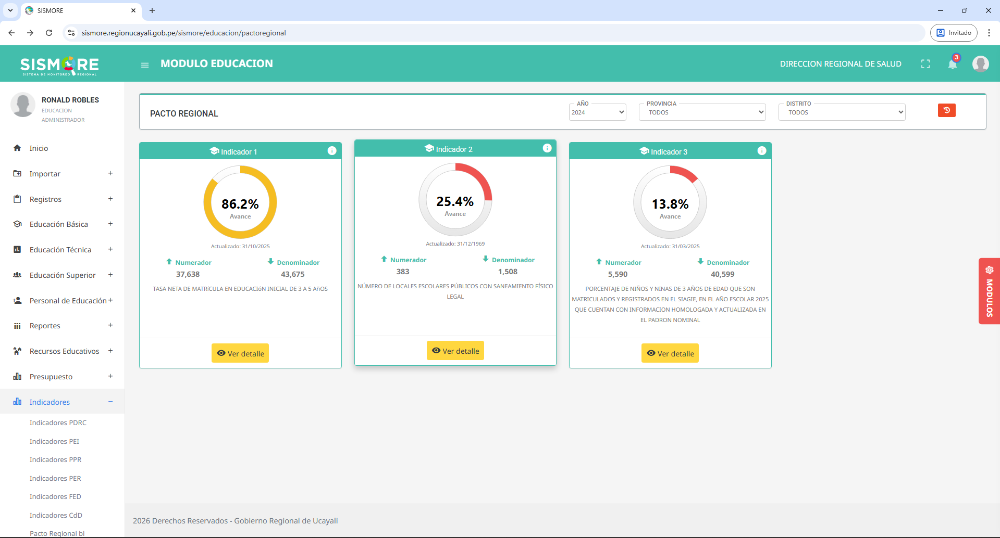 SISMORE
sismore.regionucayali.gob.pe/sismore/educacion/pactoregional
Invitado
SISMORE
SISTEMA DE MONITOREO REGIONAL
MODULO EDUCACION
DIRECCION REGIONAL DE SALUD
3
RONALD ROBLES
EDUCACION
ADMINISTRADOR
Inicio
Importar +
Registros +
Educación Básica +
Educación Técnica +
Educación Superior +
Personal de Educación +
Reportes +
Recursos Educativos +
Presupuesto +
Indicadores −
Indicadores PDRC
Indicadores PEI
Indicadores PPR
Indicadores PER
Indicadores FED
Indicadores CdD
Pacto Regional bi
PACTO REGIONAL
AÑO
2024
PROVINCIA
TODOS
DISTRITO
TODOS
Indicador 1
86.2%
Avance
Actualizado: 31/10/2025
Numerador
37,638
Denominador
43,675
TASA NETA DE MATRíCULA EN EDUCACIóN INICIAL DE 3 A 5 AñOS
Ver detalle
Indicador 2
25.4%
Avance
Actualizado: 31/12/1969
Numerador
383
Denominador
1,508
NÚMERO DE LOCALES ESCOLARES PÚBLICOS CON SANEAMIENTO FÍSICO
LEGAL
Ver detalle
Indicador 3
13.8%
Avance
Actualizado: 31/03/2025
Numerador
5,590
Denominador
40,599
PORCENTAJE DE NIÑOS Y NINAS DE 3 AÑOS DE EDAD QUE SON
MATRICULADOS Y REGISTRADOS EN EL SIAGIE, EN EL AÑO ESCOLAR 2025
QUE CUENTAN CON INFORMACION HOMOLOGADA Y ACTUALIZADA EN
EL PADRON NOMINAL
Ver detalle
MODULOS
2026 Derechos Reservados - Gobierno Regional de Ucayali